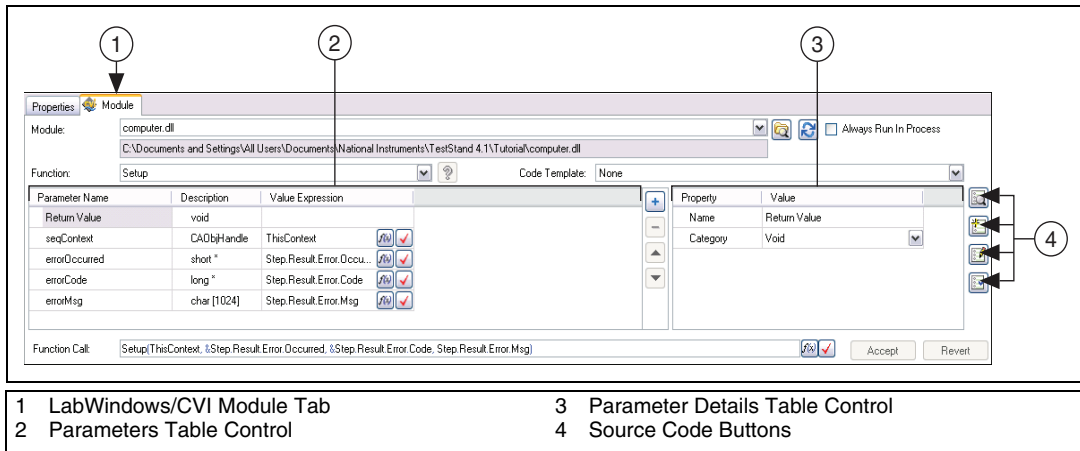 1 2 3
Properties Module
Module: computer.dll Always Run In Process
C:\Documents and Settings\All Users\Documents\National Instruments\TestStand 4.1\Tutorial\computer.dll
Function: Setup ? Code Template: None
Parameter Name Description Value Expression Property Value
Return Value void Name Return Value
seqContext CAObjHandle ThisContext f(x) Category Void
errorOccurred short * Step.Result.Error.Occu... f(x)
errorCode long * Step.Result.Error.Code f(x)
errorMsg char [1024] Step.Result.Error.Msg f(x)
4
Function Call: Setup(ThisContext, &Step.Result.Error.Occurred, &Step.Result.Error.Code, Step.Result.Error.Msg) f(x) Accept Revert
1 LabWindows/CVI Module Tab 3 Parameter Details Table Control
2 Parameters Table Control 4 Source Code Buttons